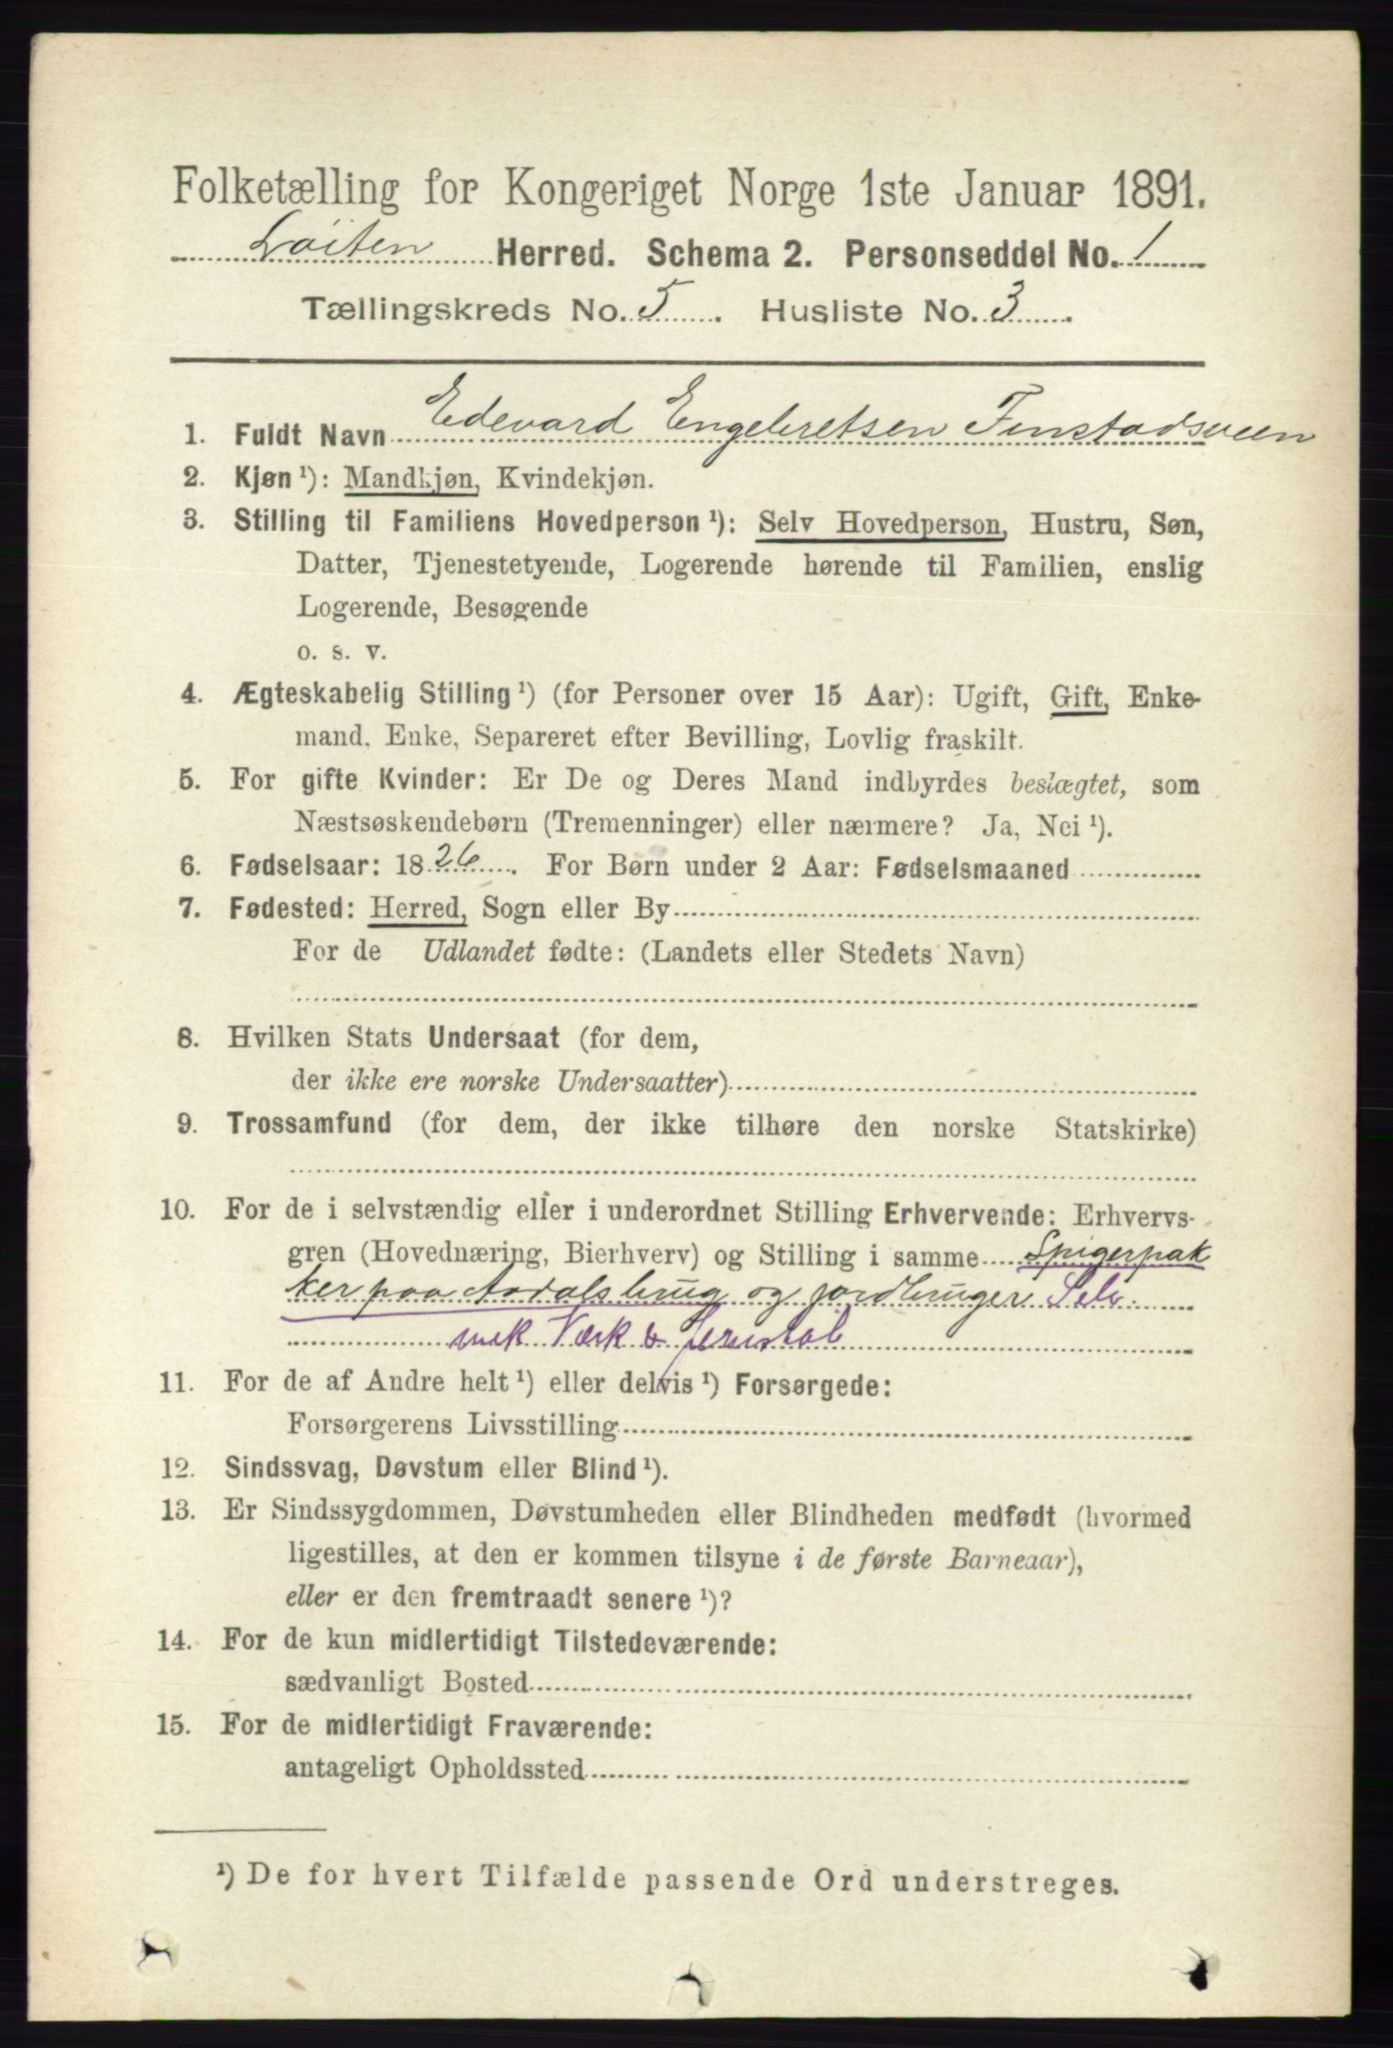 Folketælling for Kongeriget Norge 1ste Januar 1891.
Løiten Herred. Schema 2. Personseddel No. 1
Tællingskreds No. 5. Husliste No. 3.
1. Fuldt Navn Edevard Engebretsen Finstadsveen
2. Kjøn ¹): Mandkjøn, Kvindekjøn.
3. Stilling til Familiens Hovedperson ¹): Selv Hovedperson, Hustru, Søn,
Datter, Tjenestetyende, Logerende hørende til Familien, enslig
Logerende, Besøgende
o. s. v.
4. Ægteskabelig Stilling ¹) (for Personer over 15 Aar): Ugift, Gift, Enke-
mand, Enke, Separeret efter Bevilling, Lovlig fraskilt.
5. For gifte Kvinder: Er De og Deres Mand indbyrdes beslægtet, som
Næstsøskendebørn (Tremenninger) eller nærmere? Ja, Nei ¹).
6. Fødselsaar: 1826. For Børn under 2 Aar: Fødselsmaaned
7. Fødested: Herred, Sogn eller By
For de Udlandet fødte: (Landets eller Stedets Navn)
8. Hvilken Stats Undersaat (for dem,
der ikke ere norske Undersaatter)
9. Trossamfund (for dem, der ikke tilhøre den norske Statskirke)
10. For de i selvstændig eller i underordnet Stilling Erhvervende: Erhvervs-
gren (Hovednæring, Bierhverv) og Stilling i samme Spigerpak
ker paa Aadalsbrug og jordbruger Selv.
mek Værk & Jernstøb
11. For de af Andre helt ¹) eller delvis ¹) Forsørgede:
Forsørgerens Livsstilling
12. Sindssvag, Døvstum eller Blind ¹).
13. Er Sindssygdommen, Døvstumheden eller Blindheden medfødt (hvormed
ligestilles, at den er kommen tilsyne i de første Barneaar),
eller er den fremtraadt senere ¹)?
14. For de kun midlertidigt Tilstedeværende:
sædvanligt Bosted
15. For de midlertidigt Fraværende:
antageligt Opholdssted
¹) De for hvert Tilfælde passende Ord understreges.